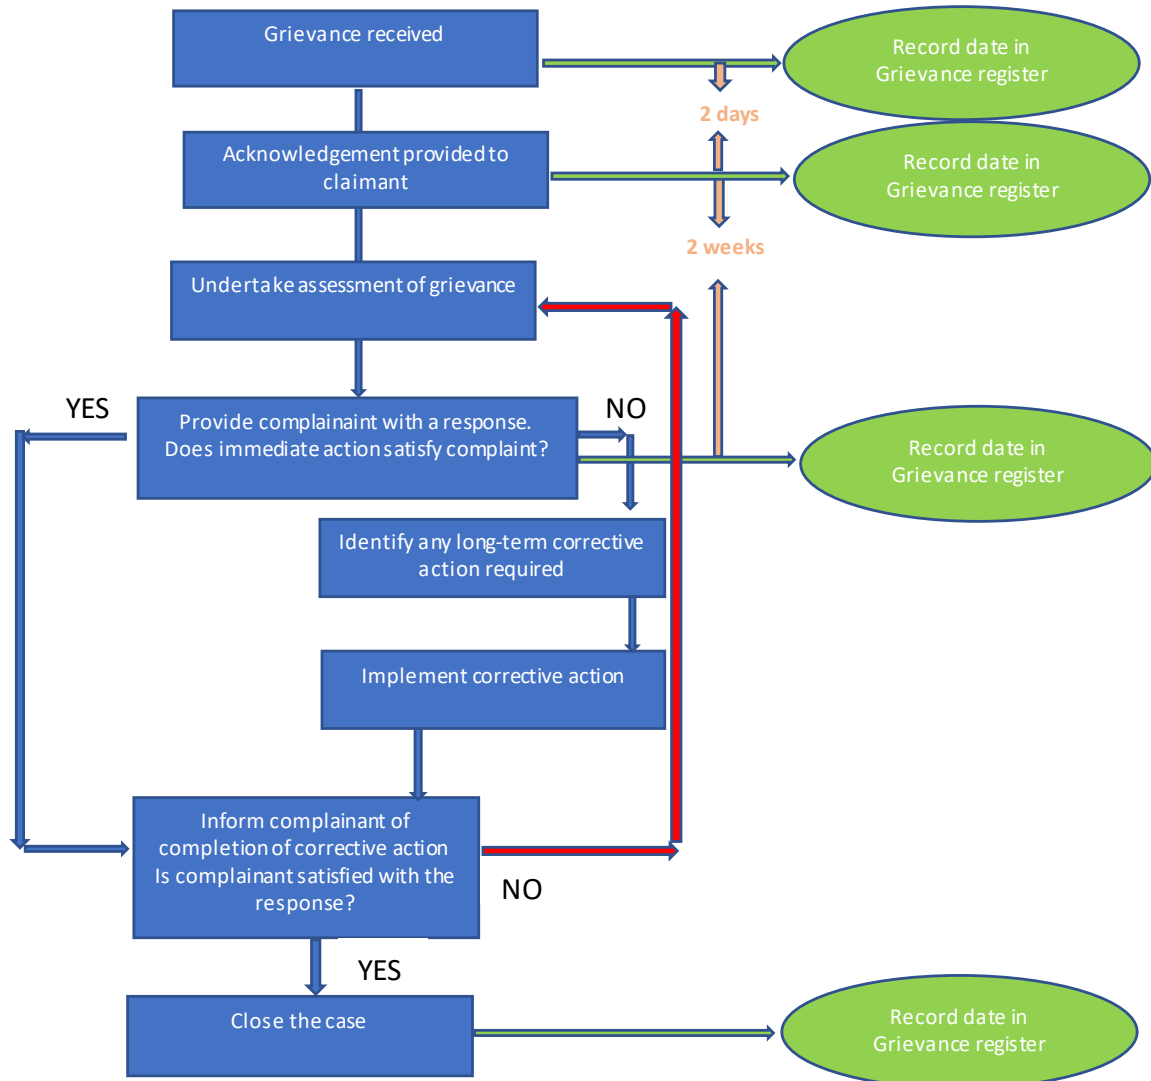 Grievance received
Record date in
Grievance register
2 days
Acknowledgement provided to
claimant
Record date in
Grievance register
2 weeks
Undertake assessment of grievance
YES
Provide complainaint with a response.
Does immediate action satisfy complaint?
NO
Record date in
Grievance register
Identify any long-term corrective
action required
Implement corrective action
Inform complainant of
completion of corrective action
Is complainant satisfied with the
response?
NO
YES
Close the case
Record date in
Grievance register